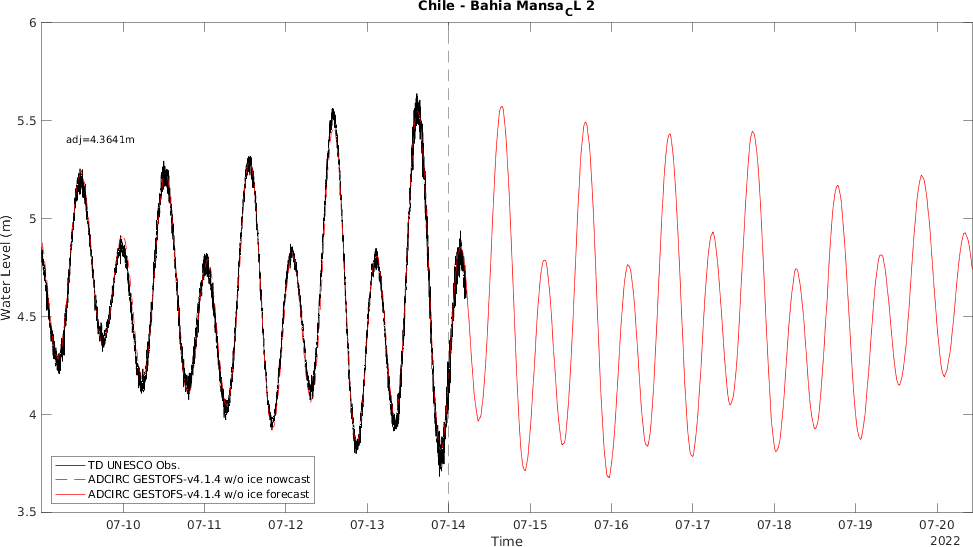 Chile - Bahia Mansa_CL 2
6
5.5
5
4.5
4
3.5
Water Level (m)
adj=4.3641m
TD UNESCO Obs.
ADCIRC GESTOFS-v4.1.4 w/o ice nowcast
ADCIRC GESTOFS-v4.1.4 w/o ice forecast
07-10
07-11
07-12
07-13
07-14
07-15
07-16
07-17
07-18
07-19
07-20
2022
Time